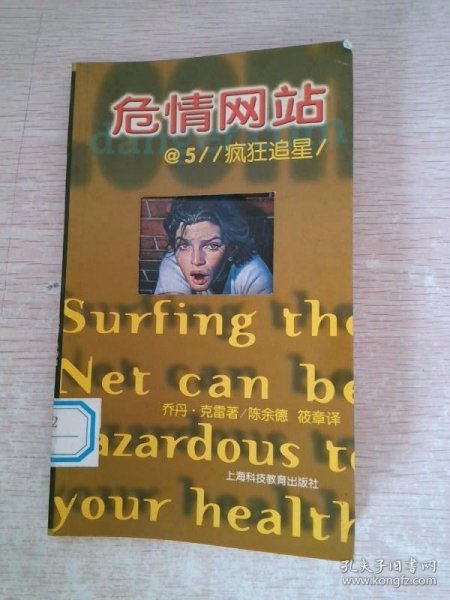 危情网站
@5//疯狂追星/
Surfing the
Net can be
乔丹·克雷著/陈余德 筱章译
2
azardous to
上海科技教育出版社
your health
孔夫子旧书网
www.kongfz.com